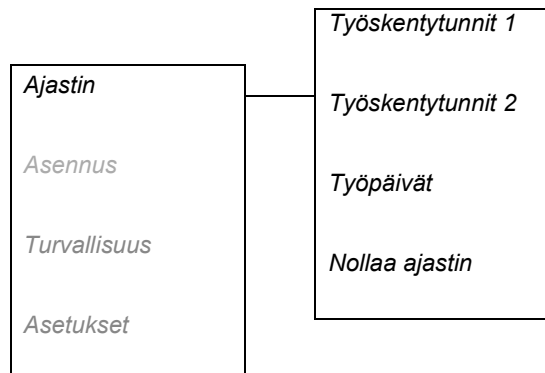 Ajastin
Asennus
Turvallisuus
Asetukset
Työskentytunnit 1
Työskentytunnit 2
Työpäivät
Nollaa ajastin